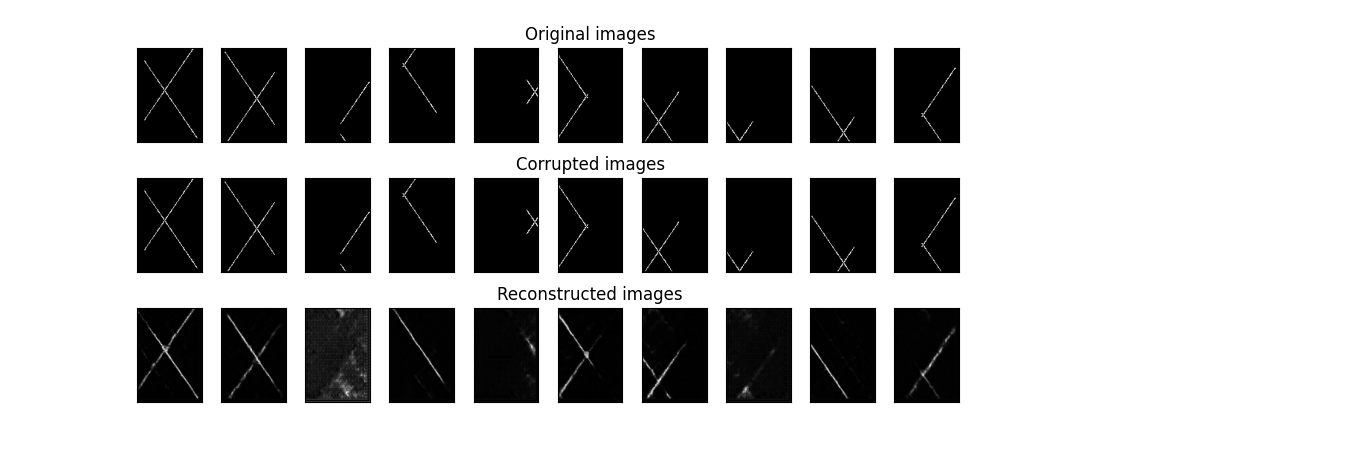 Original images
Corrupted images
Reconstructed images